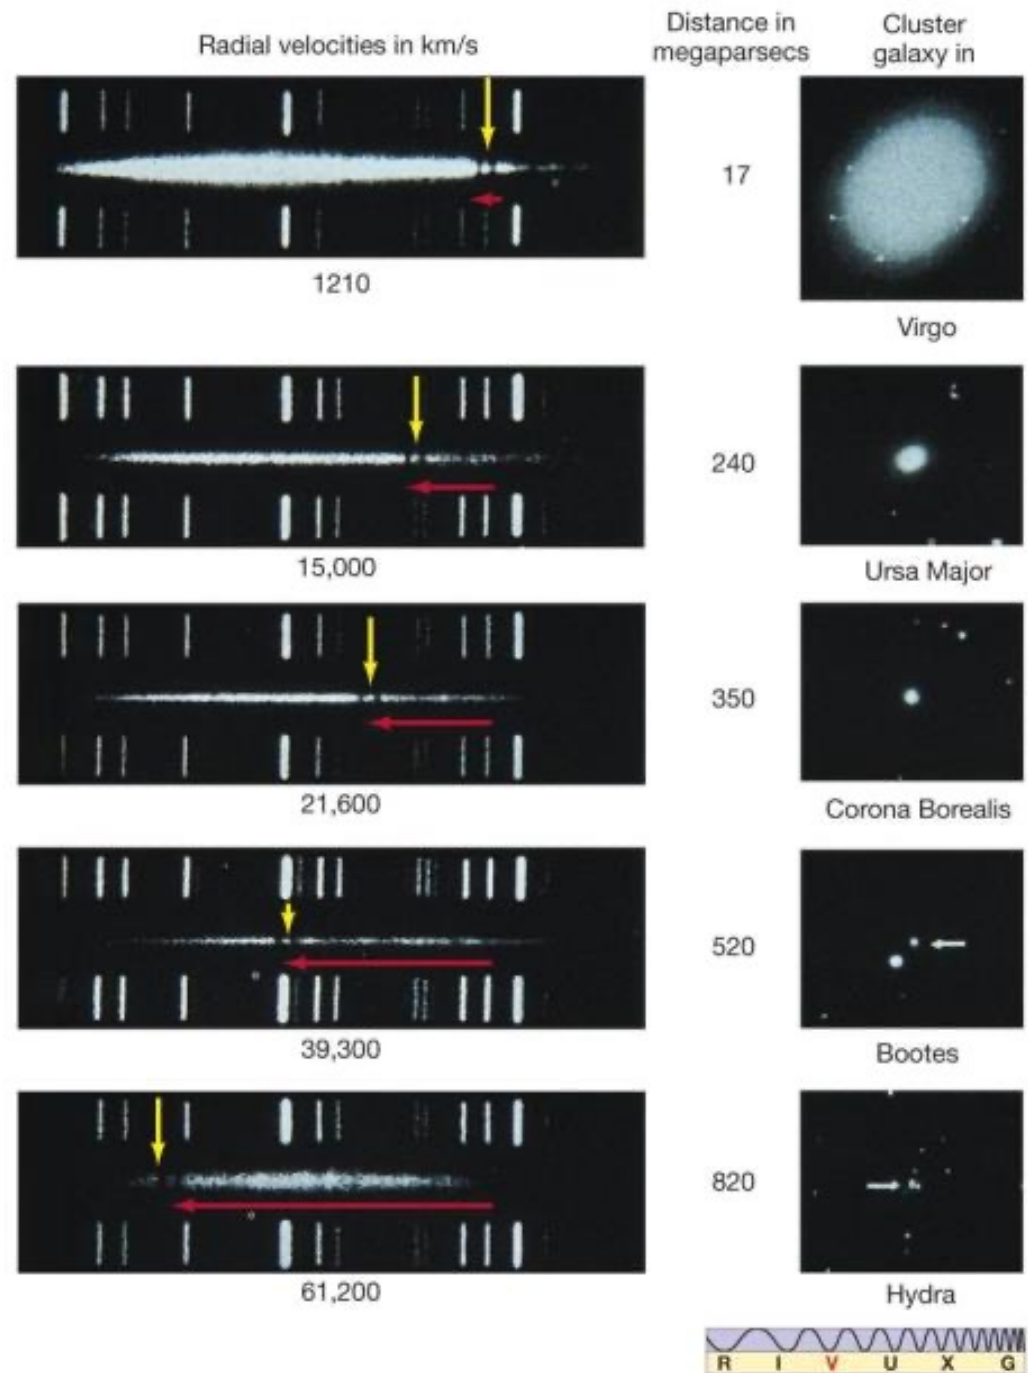 Radial velocities in km/s
Distance in
megaparsecs
Cluster
galaxy in
1210
17
Virgo
15,000
240
Ursa Major
21,600
350
Corona Borealis
39,300
520
Bootes
61,200
820
Hydra
R I V U X G